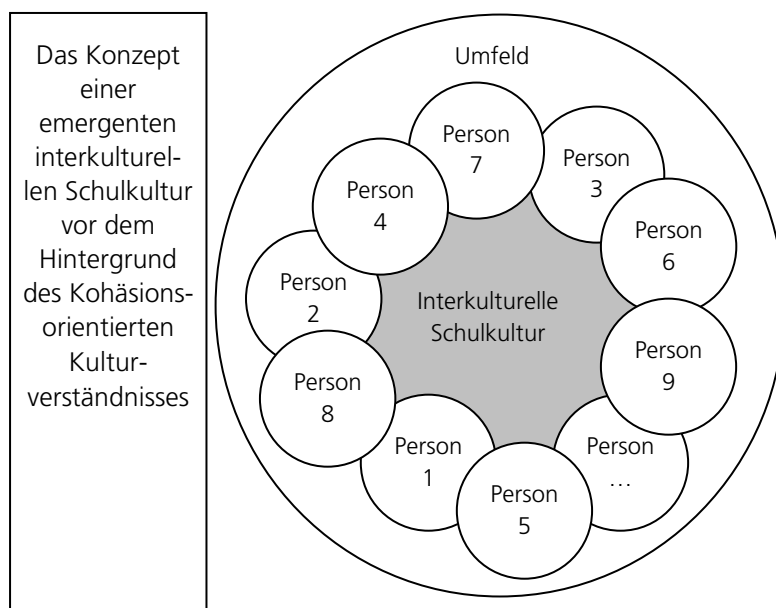 Das Konzept
einer
emergenten
interkulturel-
len Schulkultur
vor dem
Hintergrund
des Kohäsions-
orientierten
Kultur-
verständnisses
Umfeld
Person
7
Person
3
Person
4
Person
6
Person
2
Interkulturelle
Schulkultur
Person
9
Person
8
Person
1
Person
...
Person
5